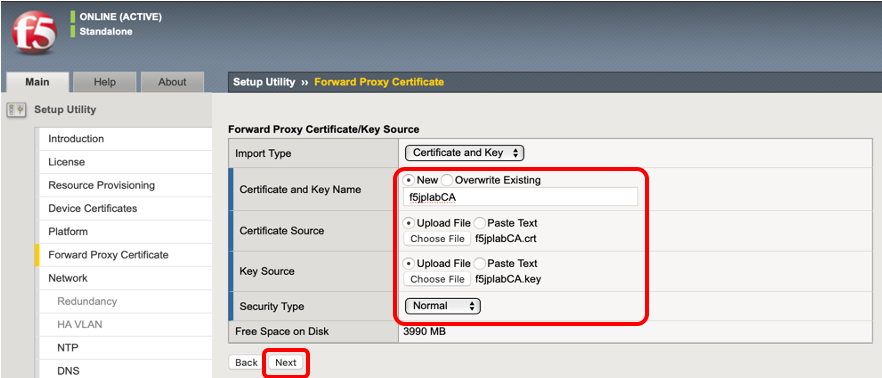 f5
ONLINE (ACTIVE)
Standalone
Main
Help
About
Setup Utility ›› Forward Proxy Certificate
Setup Utility
Introduction
License
Resource Provisioning
Device Certificates
Platform
Forward Proxy Certificate
Network
Redundancy
HA VLAN
NTP
DNS
Forward Proxy Certificate/Key Source
Import Type
Certificate and Key
Certificate and Key Name
New Overwrite Existing
f5jplabCA
Certificate Source
Upload File Paste Text
Choose File f5jplabCA.crt
Key Source
Upload File Paste Text
Choose File f5jplabCA.key
Security Type
Normal
Free Space on Disk
3990 MB
Back
Next